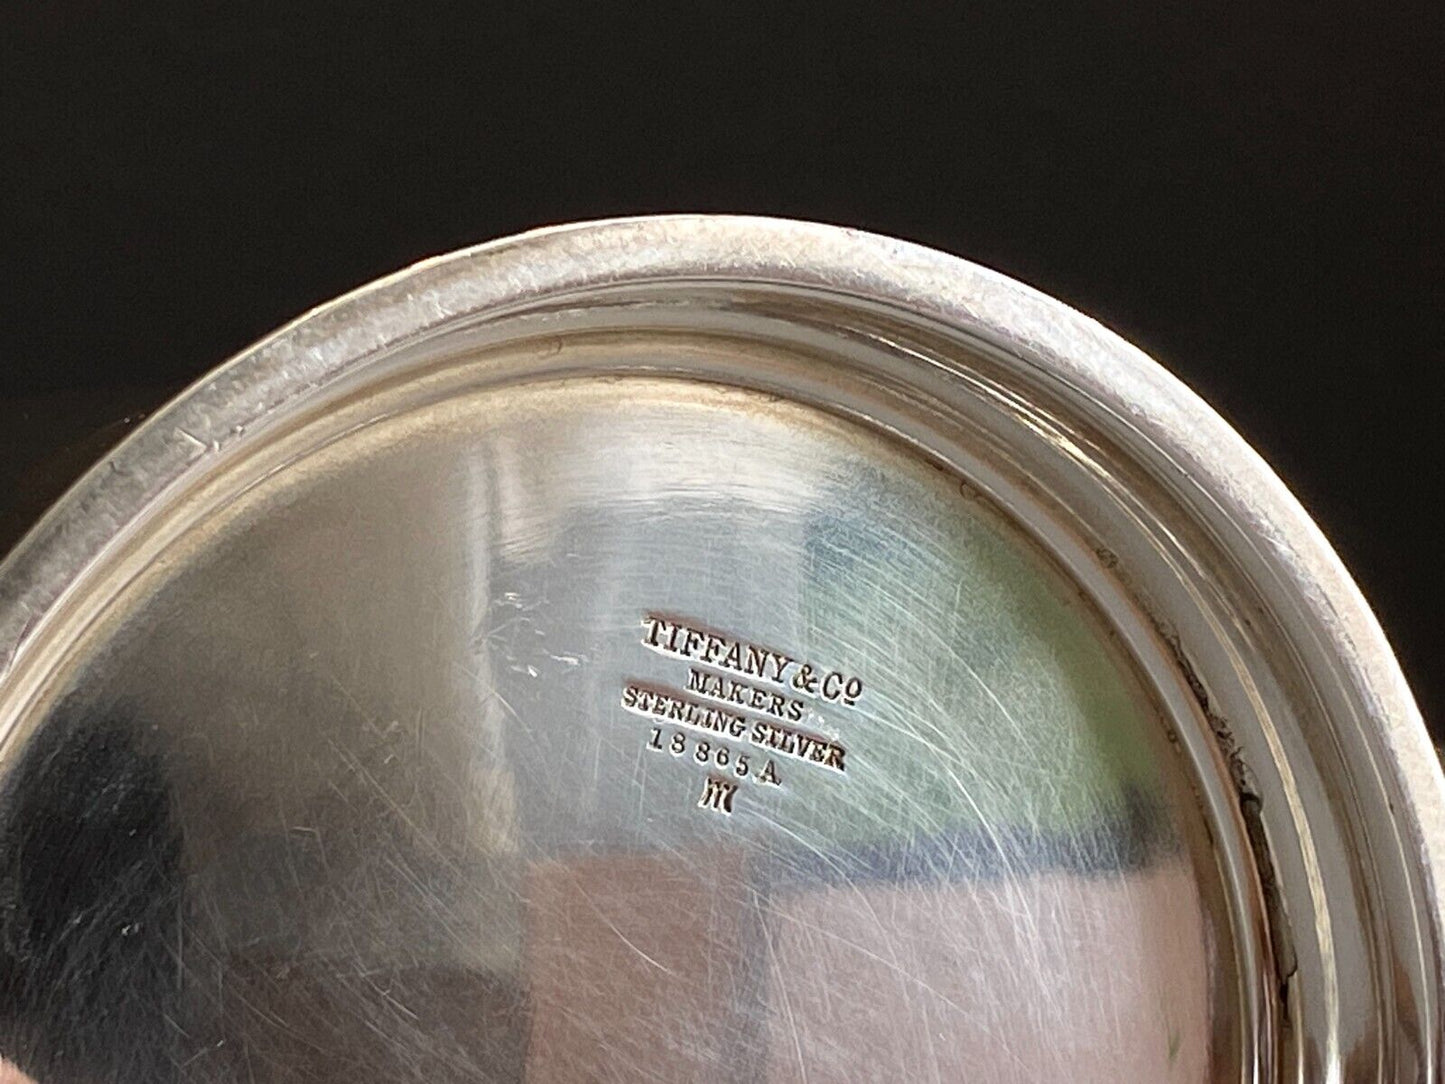 TIFFANY & Co
MAKERS
STERLING SILVER
18865A
m